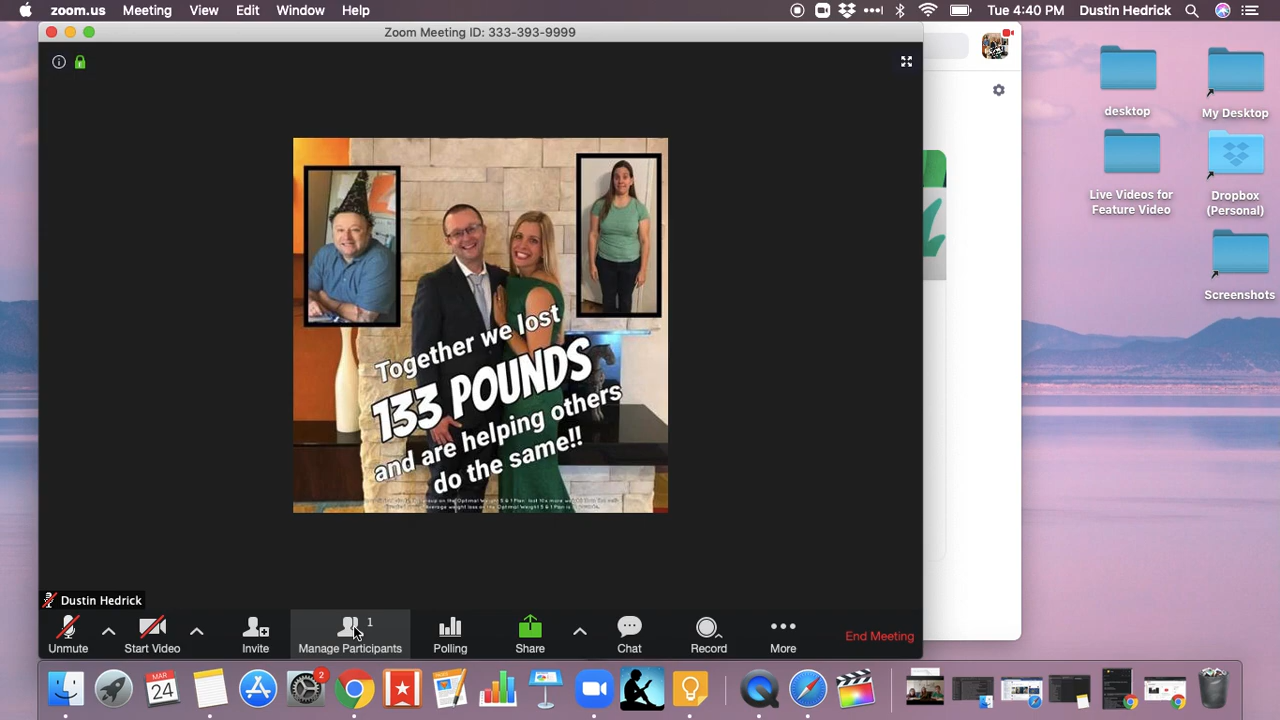 zoom.us Meeting View Edit Window Help Tue 4:40 PM Dustin Hedrick
Zoom Meeting ID: 333-393-9999
desktop
My Desktop
Live Videos for
Feature Video
Dropbox
(Personal)
Screenshots
Together we lost
133 POUNDS
and are helping others
do the same!!
Dustin Hedrick
1
Unmute Start Video Invite Manage Participants Polling Share Chat Record More End Meeting
MAR
24
2